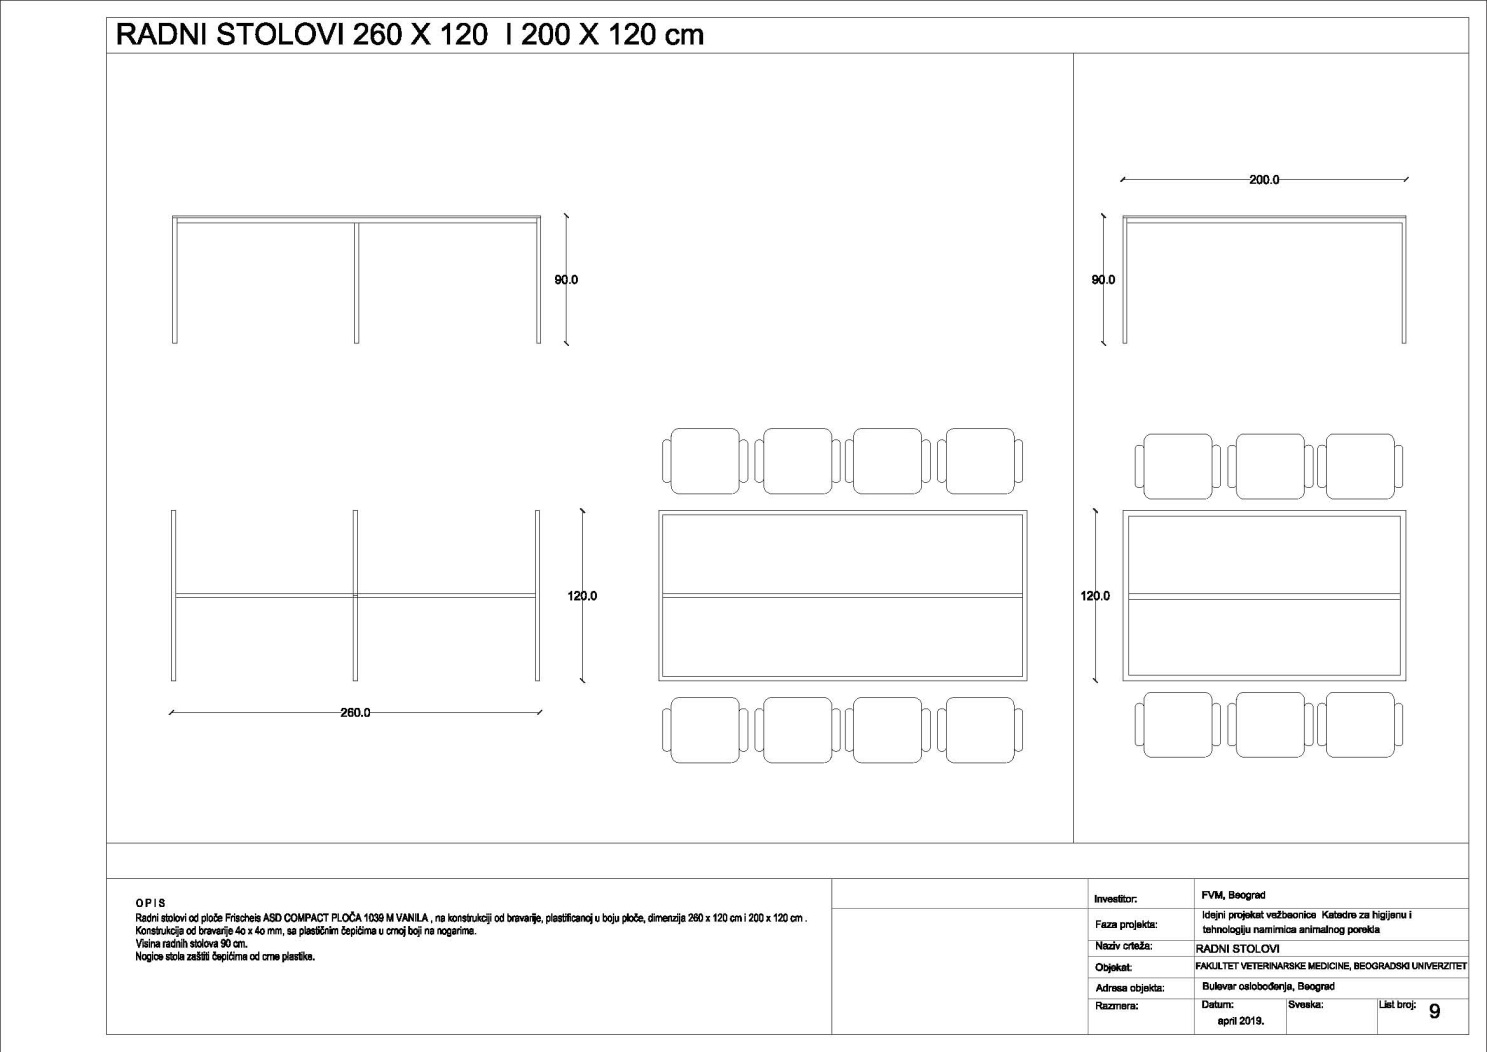 RADNI STOLOVI 260 X 120 I 200 X 120 cm
200.0
90.0
90.0
120.0
120.0
260.0
OPIS
Radni stolovi od ploče Frischeis ASD COMPACT PLOČA 1039 M VANILA , na konstrukciji od bravarije, plastificanoj u boju ploče, dimenzija 260 x 120 cm i 200 x 120 cm .
Konstrukcija od bravarije 4o x 4o mm, sa plastičnim čepićima u crnoj boji na nogarima.
Visina radnih stolova 90 cm.
Nogice stola zaštiti čepićima od crne plastike.
Investitor: FVM, Beograd
Faza projekta: Idejni projekat vežbaonice Katedre za higijenu i
tehnologiju namirnica animalnog porekla
Naziv crteža: RADNI STOLOVI
Objekat: FAKULTET VETERINARSKE MEDICINE, BEOGRADSKI UNIVERZITET
Adresa objekta: Bulevar oslobođenja, Beograd
Razmera: Datum: Sveska: List broj: 9
april 2019.